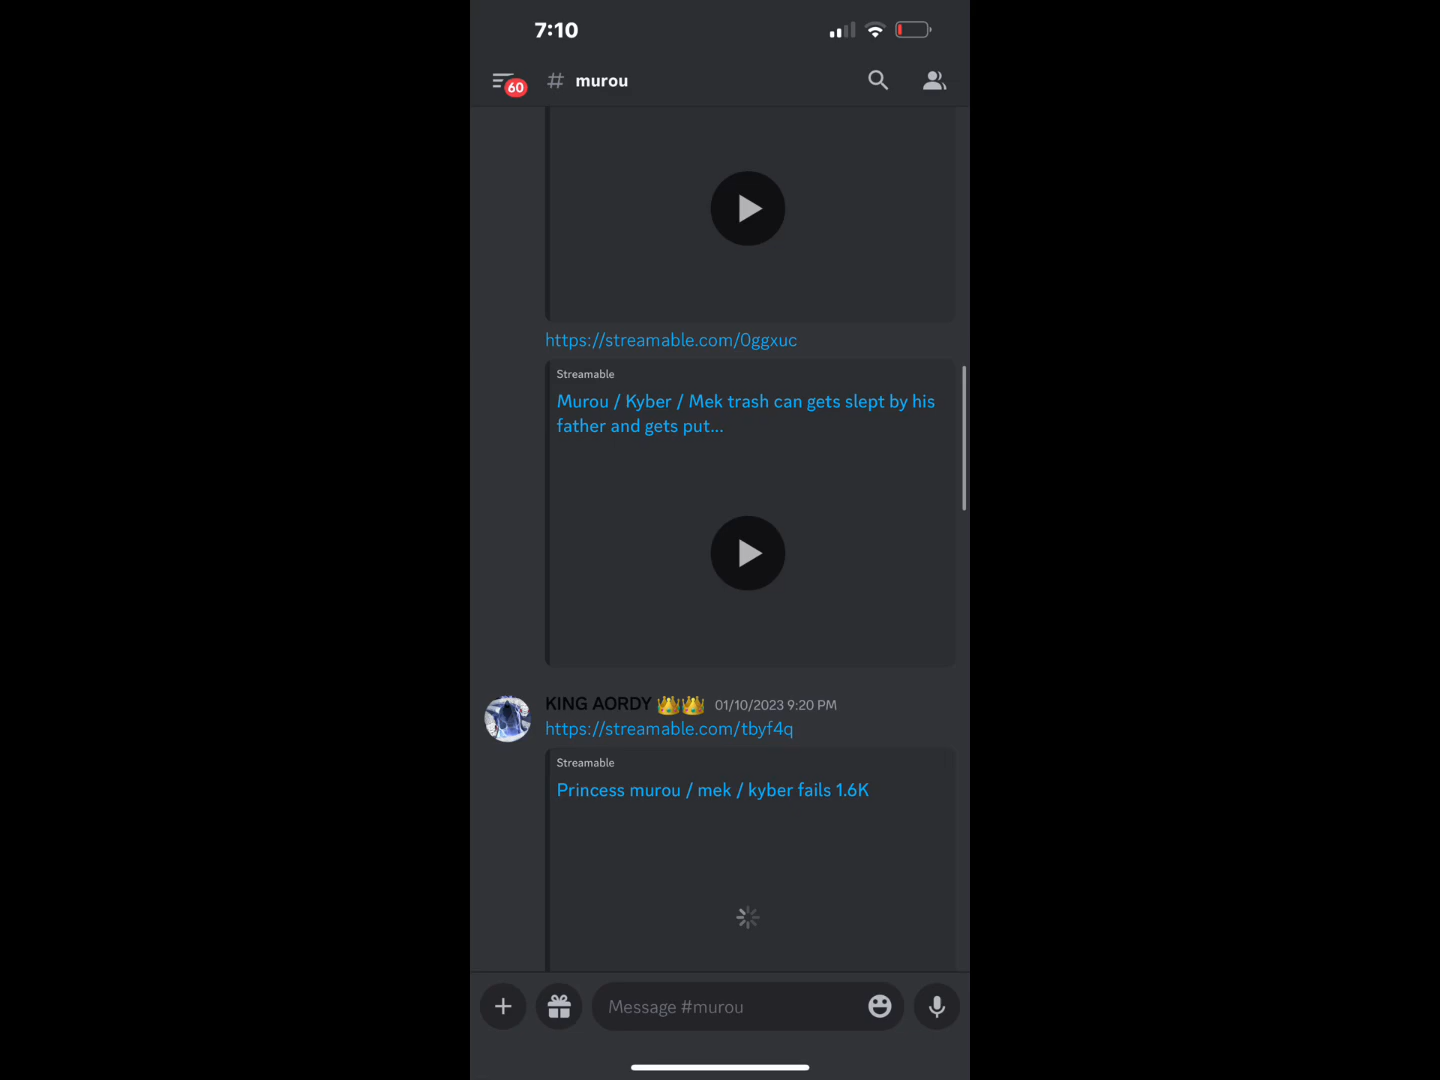 7:10
60
# murou
https://streamable.com/0ggxuc
Streamable
Murou / Kyber / Mek trash can gets slept by his
father and gets put...
KING AORDY 👑👑 01/10/2023 9:20 PM
https://streamable.com/tbyf4q
Streamable
Princess murou / mek / kyber fails 1.6K
Message #murou